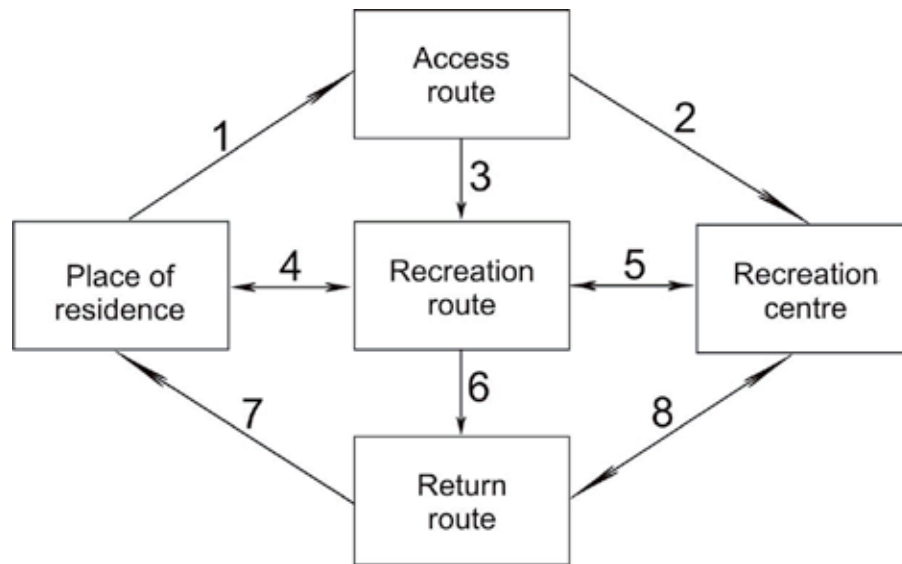 Access
route
1
2
3
Place of
residence
4
Recreation
route
5
Recreation
centre
6
7
8
Return
route